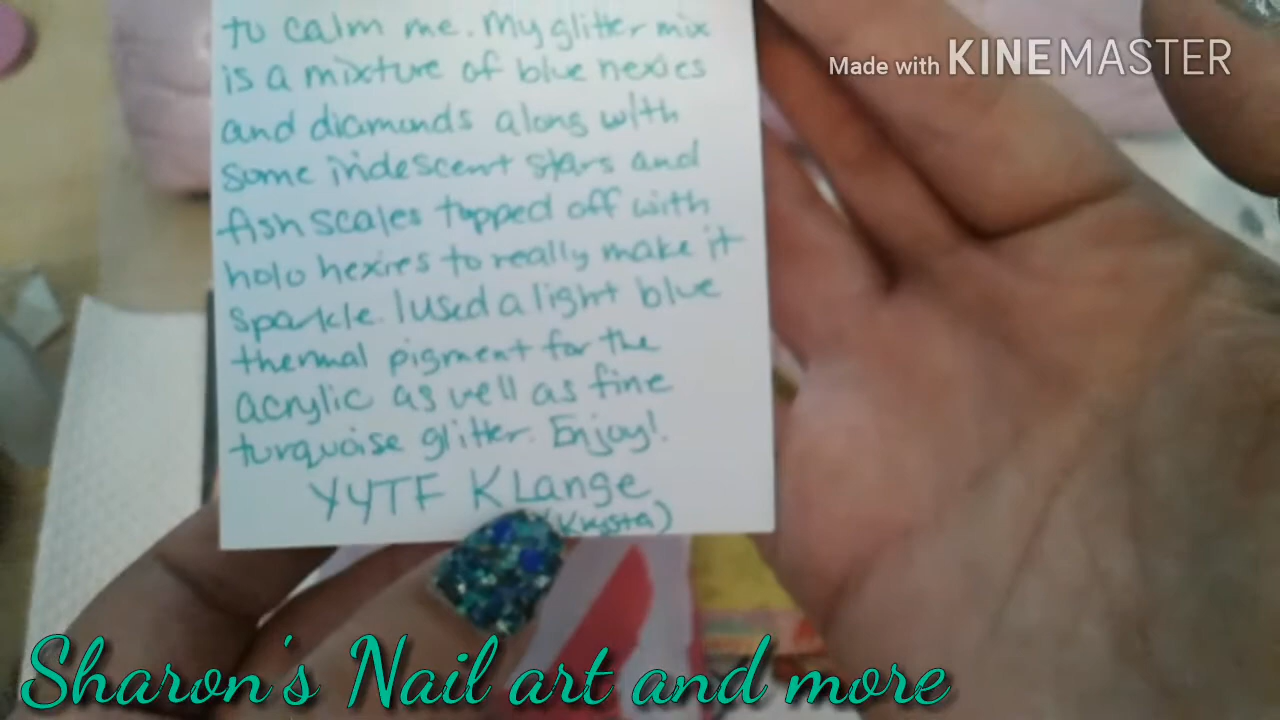 to calm me. My glitter mix
is a mixture of blue hexies
and diamonds along with
some iridescent stars and
fish scales topped off with
holo hexies to really make it
sparkle. I used a light blue
thermal pigment for the
acrylic as well as fine
turquoise glitter. Enjoy!
YYTF KLange
(Krysta)
Made with KINEMASTER
Sharon's Nail art and more